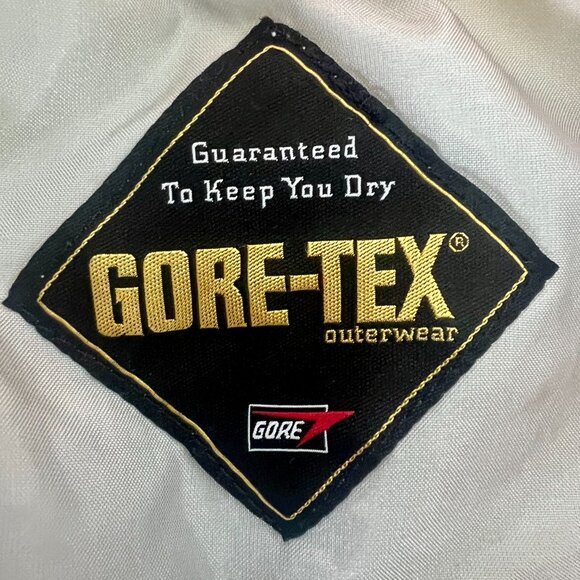 Guaranteed
To Keep You Dry
GORE-TEX®
outerwear
GORE